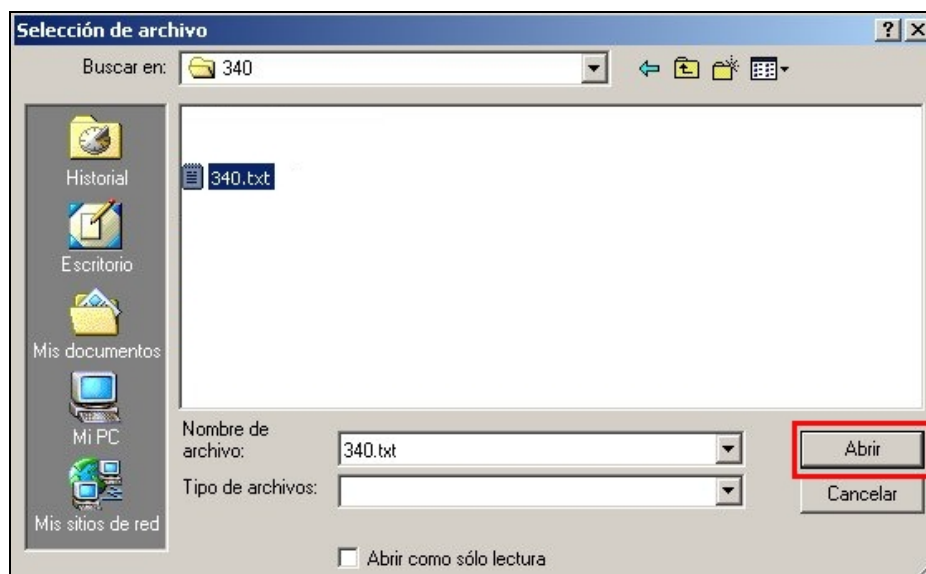 Selección de archivo
Buscar en: 340
Historial
Escritorio
Mis documentos
Mi PC
Mis sitios de red
340.txt
Nombre de
archivo: 340.txt
Abrir
Tipo de archivos:
Cancelar
Abrir como sólo lectura